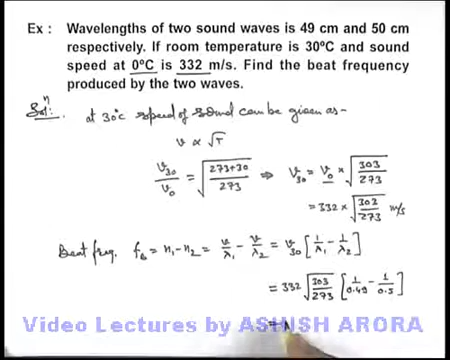 Ex : Wavelengths of two sound waves is 49 cm and 50 cm
respectively. If room temperature is 30ºC and sound
speed at 0ºC is 332 m/s. Find the beat frequency
produced by the two waves.
Solⁿ: at 30°C speed of sound can be given as-
v ∝ √T
v₃₀/v₀ = √((273+30)/273) ⇒ v₃₀ = v₀ × √(303/273)
= 332 × √(303/273) m/s
Beat freq. f_b = n₁ - n₂ = v/λ₁ - v/λ₂ = v₃₀ [1/λ₁ - 1/λ₂]
= 332 √(303/273) [1/0.49 - 1/0.5]
=
Video Lectures by ASHISH ARORA